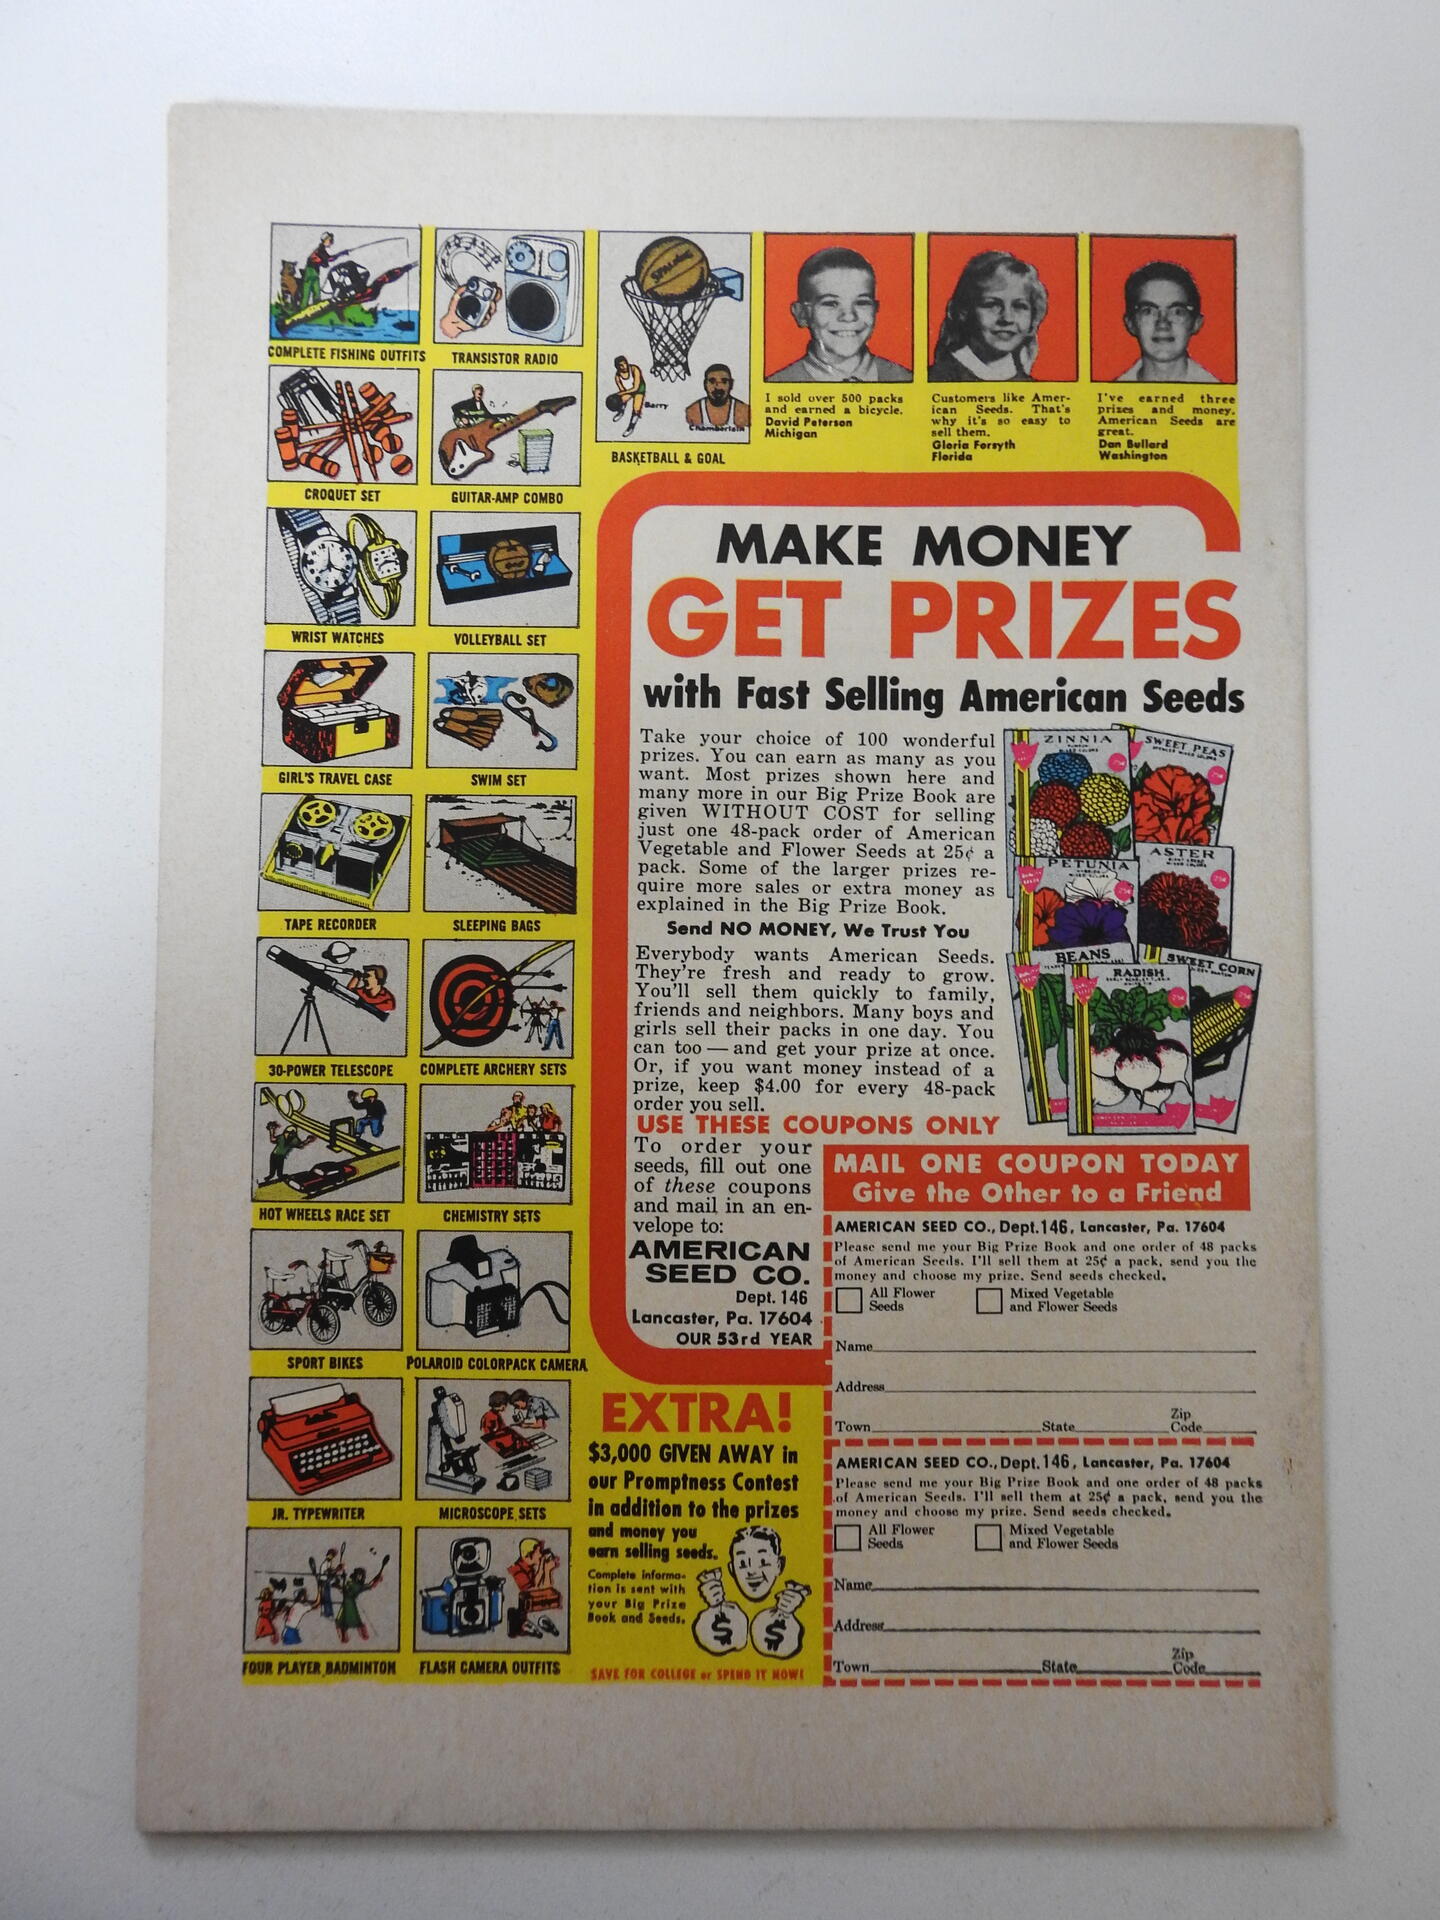 COMPLETE FISHING OUTFITS
TRANSISTOR RADIO
SPALDING
Barry
Chamberlain
BASKETBALL & GOAL
CROQUET SET
GUITAR-AMP COMBO
WRIST WATCHES
VOLLEYBALL SET
GIRL'S TRAVEL CASE
SWIM SET
TAPE RECORDER
SLEEPING BAGS
30-POWER TELESCOPE
COMPLETE ARCHERY SETS
HOT WHEELS RACE SET
CHEMISTRY SETS
SPORT BIKES
POLAROID COLORPACK CAMERA
JR. TYPEWRITER
MICROSCOPE SETS
FOUR PLAYER BADMINTON
FLASH CAMERA OUTFITS
I sold over 500 packs
and earned a bicycle.
David Peterson
Michigan
Customers like Amer-
ican Seeds. That's
why it's so easy to
sell them.
Gloria Forsyth
Florida
I've earned three
prizes and money.
American Seeds are
great.
Dan Bullard
Washington
MAKE MONEY
GET PRIZES
with Fast Selling American Seeds
Take your choice of 100 wonderful
prizes. You can earn as many as you
want. Most prizes shown here and
many more in our Big Prize Book are
given WITHOUT COST for selling
just one 48-pack order of American
Vegetable and Flower Seeds at 25¢ a
pack. Some of the larger prizes re-
quire more sales or extra money as
explained in the Big Prize Book.
Send NO MONEY, We Trust You
Everybody wants American Seeds.
They're fresh and ready to grow.
You'll sell them quickly to family,
friends and neighbors. Many boys and
girls sell their packs in one day. You
can too — and get your prize at once.
Or, if you want money instead of a
prize, keep $4.00 for every 48-pack
order you sell.
ZINNIA
SWEET PEAS
PETUNIA
ASTER
BEANS
RADISH
SWEET CORN
25¢
USE THESE COUPONS ONLY
To order your
seeds, fill out one
of these coupons
and mail in an en-
velope to:
AMERICAN
SEED CO.
Dept. 146
Lancaster, Pa. 17604
OUR 53rd YEAR
EXTRA!
$3,000 GIVEN AWAY in
our Promptness Contest
in addition to the prizes
and money you
earn selling seeds.
Complete informa-
tion is sent with
your Big Prize
Book and Seeds.
$
$
SAVE FOR COLLEGE or SPEND IT NOW!
MAIL ONE COUPON TODAY
Give the Other to a Friend
AMERICAN SEED CO., Dept. 146, Lancaster, Pa. 17604
Please send me your Big Prize Book and one order of 48 packs
of American Seeds. I'll sell them at 25¢ a pack, send you the
money and choose my prize. Send seeds checked.
All Flower Seeds
Mixed Vegetable and Flower Seeds
Name
Address
Town State Zip Code
AMERICAN SEED CO., Dept. 146, Lancaster, Pa. 17604
Please send me your Big Prize Book and one order of 48 packs
of American Seeds. I'll sell them at 25¢ a pack, send you the
money and choose my prize. Send seeds checked.
All Flower Seeds
Mixed Vegetable and Flower Seeds
Name
Address
Town State Zip Code